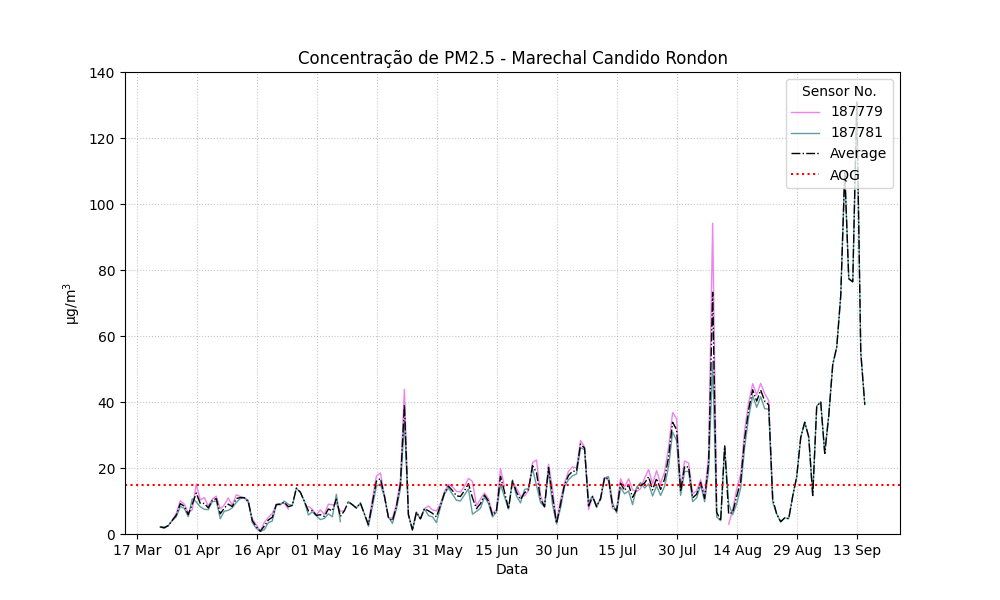 Concentração de PM2.5 - Marechal Candido Rondon
140
120
100
80
60
40
20
0
µg/m³
Sensor No.
187779
187781
Average
AQG
17 Mar 01 Apr 16 Apr 01 May 16 May 31 May 15 Jun 30 Jun 15 Jul 30 Jul 14 Aug 29 Aug 13 Sep
Data